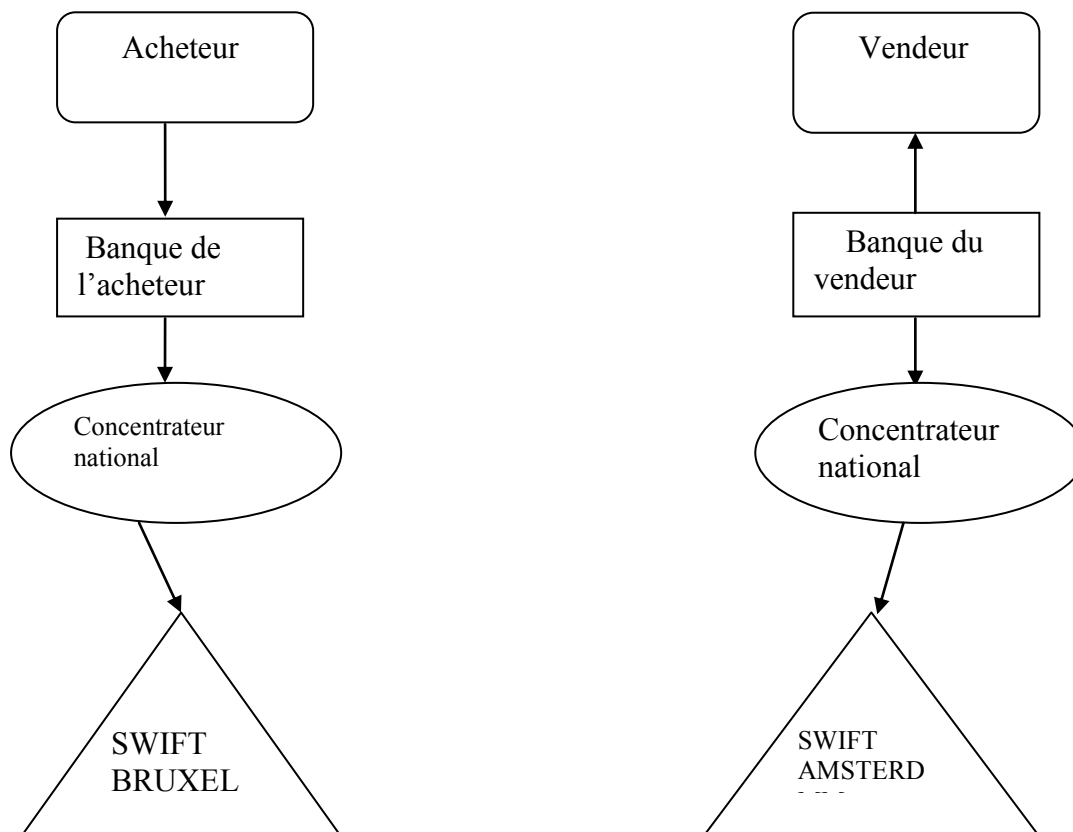 Acheteur
Vendeur
Banque de
l’acheteur
Banque du
vendeur
Concentrateur
national
Concentrateur
national
SWIFT
BRUXEL
SWIFT
AMSTERD